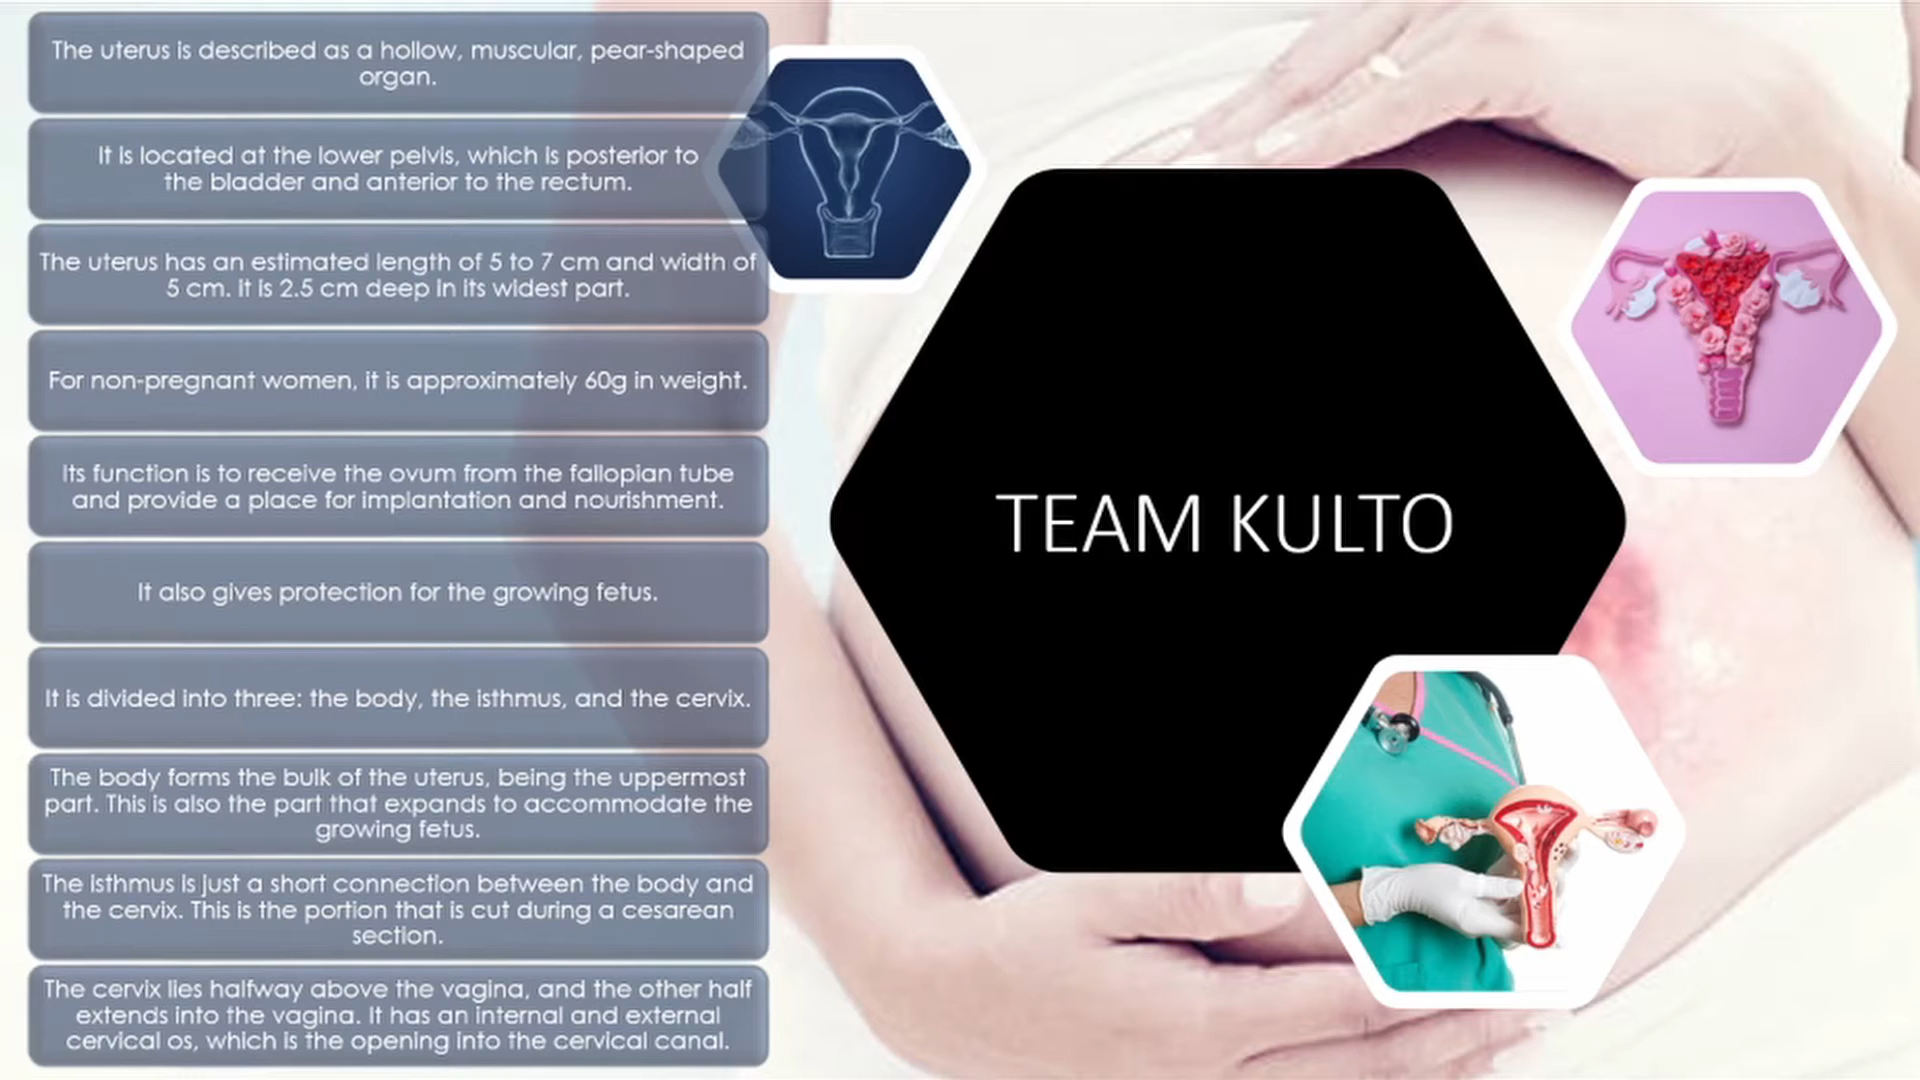 The uterus is described as a hollow, muscular, pear-shaped
organ.
It is located at the lower pelvis, which is posterior to
the bladder and anterior to the rectum.
The uterus has an estimated length of 5 to 7 cm and width of
5 cm. It is 2.5 cm deep in its widest part.
For non-pregnant women, it is approximately 60g in weight.
Its function is to receive the ovum from the fallopian tube
and provide a place for implantation and nourishment.
It also gives protection for the growing fetus.
It is divided into three: the body, the isthmus, and the cervix.
The body forms the bulk of the uterus, being the uppermost
part. This is also the part that expands to accommodate the
growing fetus.
The isthmus is just a short connection between the body and
the cervix. This is the portion that is cut during a cesarean
section.
The cervix lies halfway above the vagina, and the other half
extends into the vagina. It has an internal and external
cervical os, which is the opening into the cervical canal.
TEAM KULTO